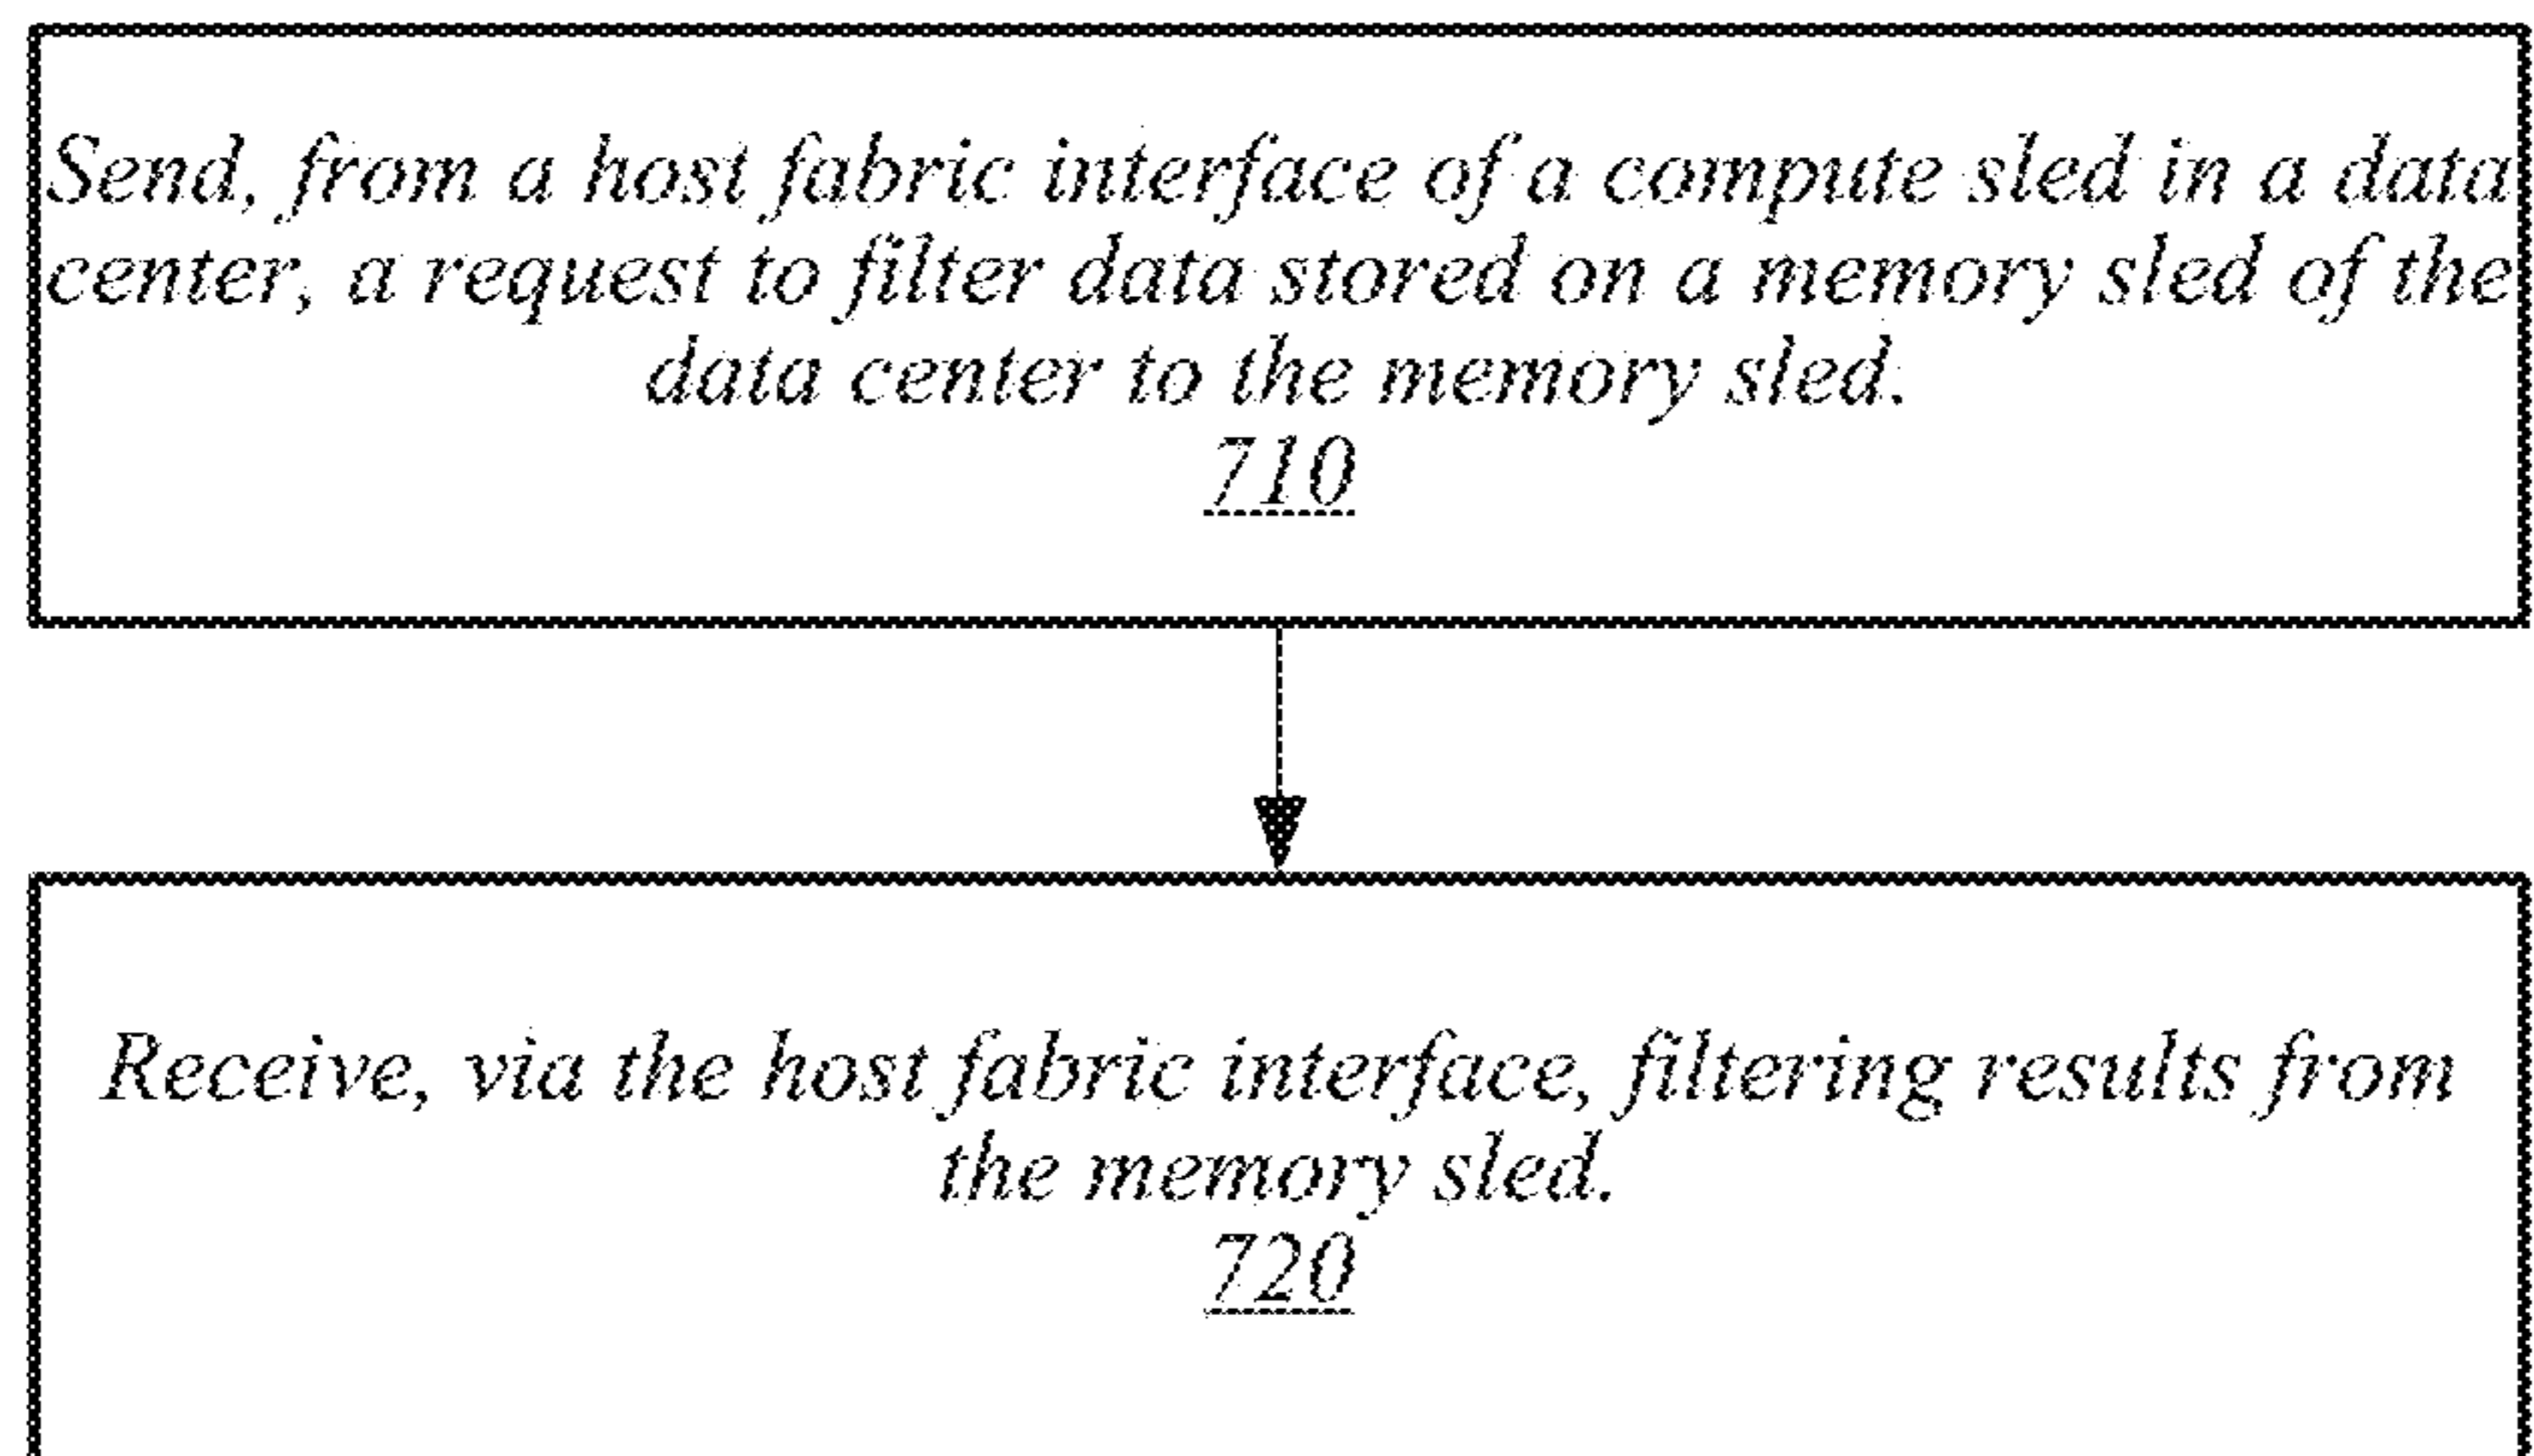 Send, from a host fabric interface of a compute sled in a data
center, a request to filter data stored on a memory sled of the
data center to the memory sled.
710
Receive, via the host fabric interface, filtering results from
the memory sled.
720